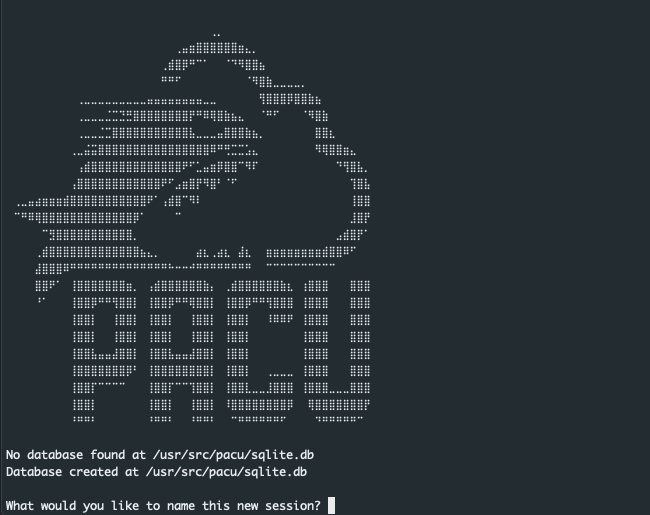 PACU
No database found at /usr/src/pacu/sqlite.db
Database created at /usr/src/pacu/sqlite.db
What would you like to name this new session?